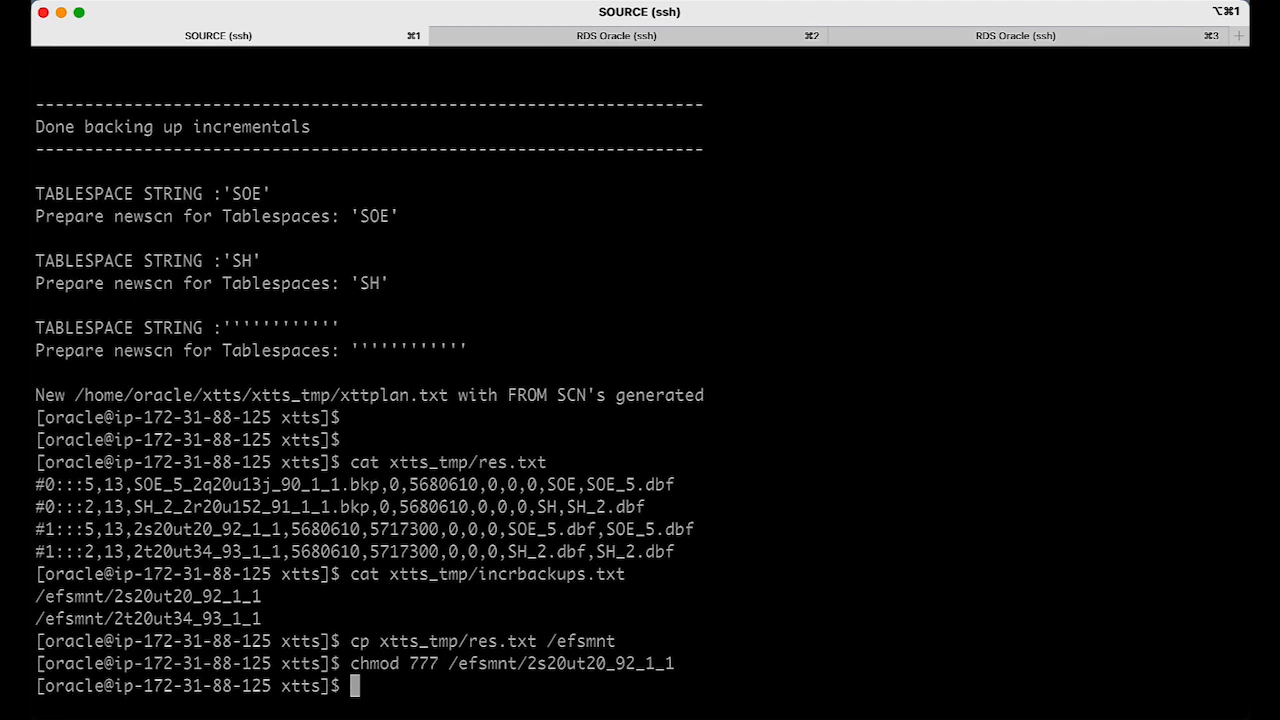 SOURCE (ssh)
⌥⌘1
SOURCE (ssh) ⌘1 RDS Oracle (ssh) ⌘2 RDS Oracle (ssh) ⌘3 +
--------------------------------------------------------------------
Done backing up incrementals
--------------------------------------------------------------------
TABLESPACE STRING :'SOE'
Prepare newscn for Tablespaces: 'SOE'
TABLESPACE STRING :'SH'
Prepare newscn for Tablespaces: 'SH'
TABLESPACE STRING :''''''''''''
Prepare newscn for Tablespaces: ''''''''''''
New /home/oracle/xtts/xtts_tmp/xttplan.txt with FROM SCN's generated
[oracle@ip-172-31-88-125 xtts]$
[oracle@ip-172-31-88-125 xtts]$
[oracle@ip-172-31-88-125 xtts]$ cat xtts_tmp/res.txt
#0:::5,13,SOE_5_2q20u13j_90_1_1.bkp,0,5680610,0,0,0,SOE,SOE_5.dbf
#0:::2,13,SH_2_2r20u152_91_1_1.bkp,0,5680610,0,0,0,SH,SH_2.dbf
#1:::5,13,2s20ut20_92_1_1,5680610,5717300,0,0,0,SOE_5.dbf,SOE_5.dbf
#1:::2,13,2t20ut34_93_1_1,5680610,5717300,0,0,0,SH_2.dbf,SH_2.dbf
[oracle@ip-172-31-88-125 xtts]$ cat xtts_tmp/incrbackups.txt
/efsmnt/2s20ut20_92_1_1
/efsmnt/2t20ut34_93_1_1
[oracle@ip-172-31-88-125 xtts]$ cp xtts_tmp/res.txt /efsmnt
[oracle@ip-172-31-88-125 xtts]$ chmod 777 /efsmnt/2s20ut20_92_1_1
[oracle@ip-172-31-88-125 xtts]$